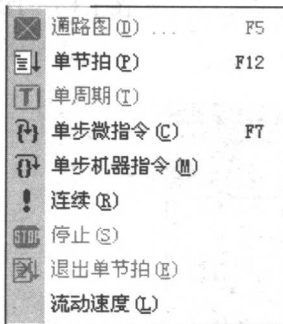 通路图(D)... F5
单节拍(P) F12
单周期(T)
单步微指令(C) F7
单步机器指令(M)
连续(R)
停止(S)
退出单节拍(E)
流动速度(L)
T
STOP